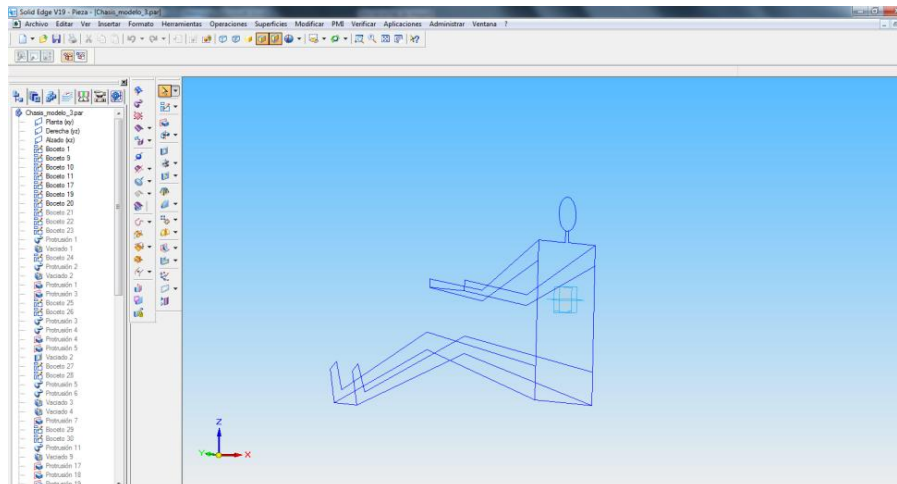 Solid Edge V19 - Pieza - [Chasis_modelo_3.par]
Archivo Editar Ver Insertar Formato Herramientas Operaciones Superficies Modificar PMI Verificar Aplicaciones Administrar Ventana ?
Chasis_modelo_3.par
Planta (xy)
Derecha (yz)
Alzado (xz)
Boceto 1
Boceto 9
Boceto 10
Boceto 11
Boceto 17
Boceto 19
Boceto 20
Boceto 21
Boceto 22
Boceto 23
Protrusión 1
Vaciado 1
Boceto 24
Protrusión 2
Vaciado 2
Protrusión 1
Protrusión 3
Boceto 25
Boceto 26
Protrusión 3
Protrusión 4
Protrusión 4
Protrusión 5
Vaciado 2
Boceto 27
Boceto 28
Protrusión 5
Protrusión 6
Vaciado 3
Vaciado 4
Protrusión 7
Boceto 29
Boceto 30
Protrusión 11
Vaciado 9
Protrusión 17
Protrusión 18
Protrusión 19
Z
Y
X